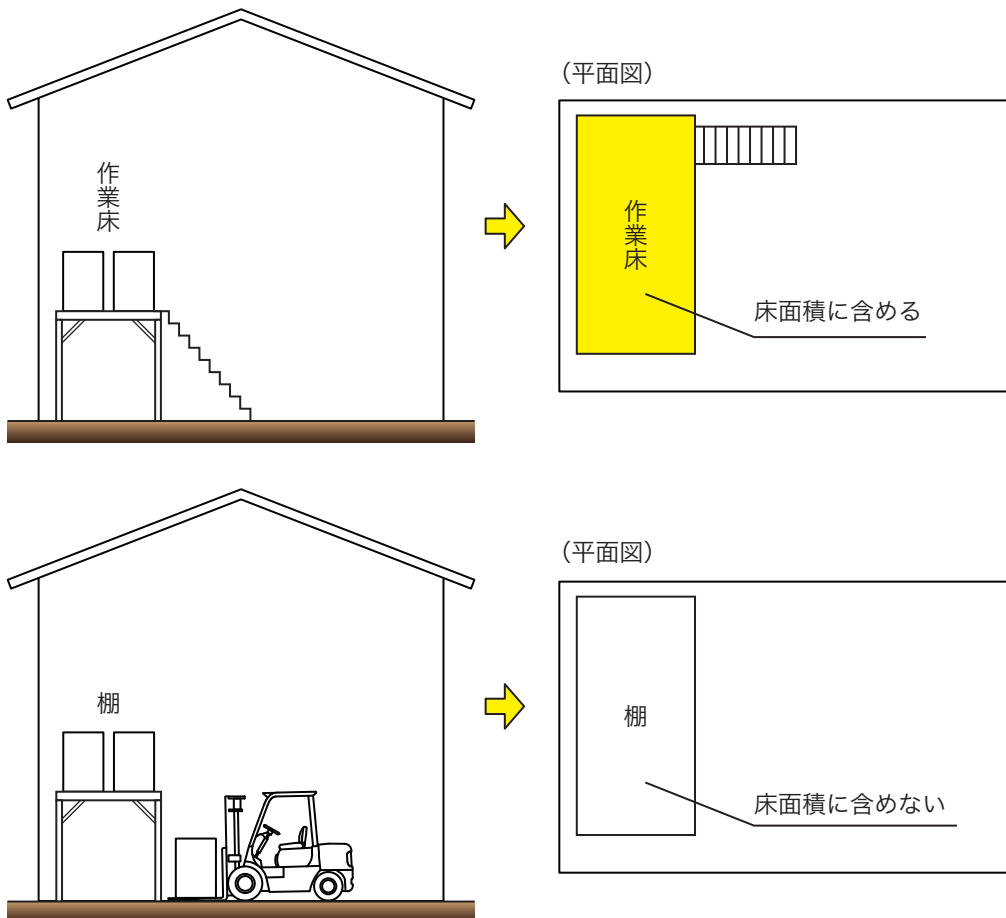 作業床
（平面図）
作業床
床面積に含める
棚
（平面図）
棚
床面積に含めない